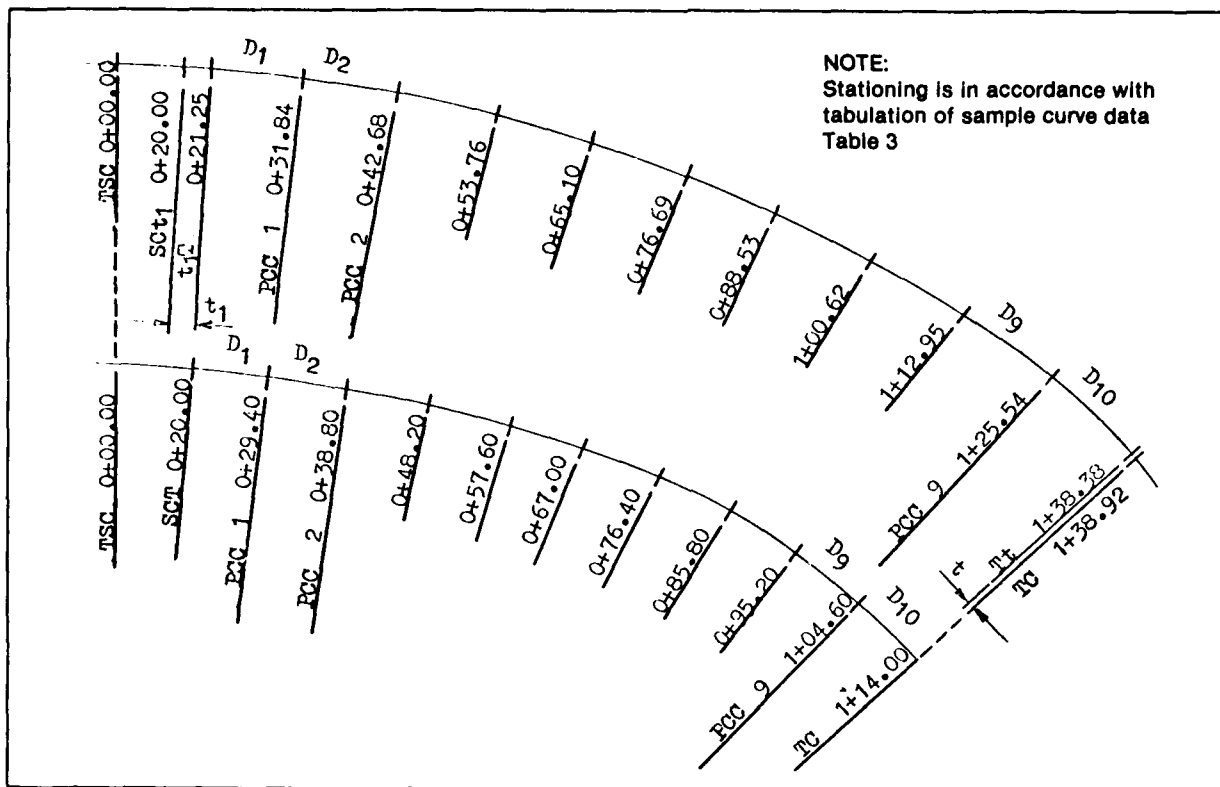 D1
D2
NOTE:
Stationing is in accordance with
tabulation of sample curve data
Table 3
TSC 0+00.00
SCt1 0+20.00
0+21.25
PCC 1 0+31.84
PCC 2 0+42.68
0+53.76
0+65.10
0+76.69
0+88.53
1+00.62
1+12.95
D9
PCC 9 1+25.54
D10
Tt 1+38.38
TC 1+38.92
t
t1
D1
D2
TSC 0+00.00
SCT 0+20.00
PCC 1 0+29.40
PCC 2 0+38.80
0+48.20
0+57.60
0+67.00
0+76.40
0+85.80
0+95.20
D9
PCC 9 1+04.60
D10
TC 1+14.00